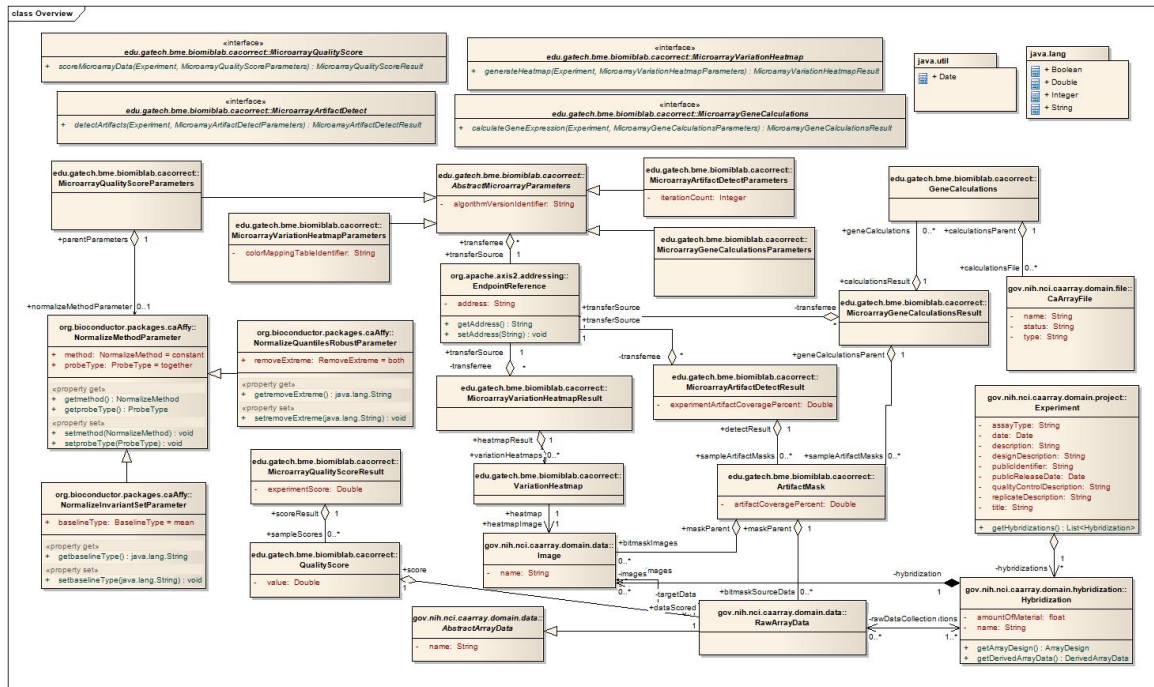 class Overview
«interface»
edu.gatech.bme.biomiblab.cacorrect::MicroarrayQualityScore
+ scoreMicroarrayData(Experiment, MicroarrayQualityScoreParameters) : MicroarrayQualityScoreResult
«interface»
edu.gatech.bme.biomiblab.cacorrect::MicroarrayVariationHeatmap
+ generateHeatmap(Experiment, MicroarrayVariationHeatmapParameters) : MicroarrayVariationHeatmapResult
java.util
+ Date
java.lang
+ Boolean
+ Double
+ Integer
+ String
«interface»
edu.gatech.bme.biomiblab.cacorrect::MicroarrayArtifactDetect
+ detectArtifacts(Experiment, MicroarrayArtifactDetectParameters) : MicroarrayArtifactDetectResult
«interface»
edu.gatech.bme.biomiblab.cacorrect::MicroarrayGeneCalculations
+ calculateGeneExpression(Experiment, MicroarrayGeneCalculationsParameters) : MicroarrayGeneCalculationsResult
edu.gatech.bme.biomiblab.cacorrect::
MicroarrayQualityScoreParameters
edu.gatech.bme.biomiblab.cacorrect::
AbstractMicroarrayParameters
- algorithmVersionIdentifier: String
edu.gatech.bme.biomiblab.cacorrect::
MicroarrayArtifactDetectParameters
- iterationCount: Integer
edu.gatech.bme.biomiblab.cacorrect::
GeneCalculations
edu.gatech.bme.biomiblab.cacorrect::
MicroarrayVariationHeatmapParameters
- colorMappingTableIdentifier: String
edu.gatech.bme.biomiblab.cacorrect::
MicroarrayGeneCalculationsParameters
+parentParameters 1
+transferree *
+transferSource 1
+geneCalculations 0..*
+calculationsParent 1
org.apache.axis2.addressing::
EndpointReference
- address: String
+ getAddress() : String
+ setAddress(String) : void
+calculationsResult 1
+calculationsFile 0..*
edu.gatech.bme.biomiblab.cacorrect::
MicroarrayGeneCalculationsResult
gov.nih.nci.caarray.domain.file::
CaArrayFile
- name: String
- status: String
- type: String
+transferSource
1
-transferree
*
+transferSource
1
-transferree *
+normalizeMethodParameter 0..1
org.bioconductor.packages.caAffy::
NormalizeMethodParameter
+ method: NormalizeMethod = constant
+ probeType: ProbeType = together
«property get»
+ getmethod() : NormalizeMethod
+ getprobeType() : ProbeType
«property set»
+ setmethod(NormalizeMethod) : void
+ setprobeType(ProbeType) : void
org.bioconductor.packages.caAffy::
NormalizeQuantilesRobustParameter
+ removeExtreme: RemoveExtreme = both
«property get»
+ getremoveExtreme() : java.lang.String
«property set»
+ setremoveExtreme(java.lang.String) : void
+transferSource 1
-transferree *
edu.gatech.bme.biomiblab.cacorrect::
MicroarrayVariationHeatmapResult
edu.gatech.bme.biomiblab.cacorrect::
MicroarrayArtifactDetectResult
- experimentArtifactCoveragePercent: Double
+geneCalculationsParent 1
gov.nih.nci.caarray.domain.project::
Experiment
- assayType: String
- date: Date
- description: String
- designDescription: String
- publicIdentifier: String
- publicReleaseDate: Date
- qualityControlDescription: String
- replicateDescription: String
- title: String
+ getHybridizations() : List<Hybridization>
+heatmapResult 1
+variationHeatmaps 0..*
+detectResult 1
+sampleArtifactMasks 0..*
+sampleArtifactMasks 0..*
edu.gatech.bme.biomiblab.cacorrect::
MicroarrayQualityScoreResult
- experimentScore: Double
edu.gatech.bme.biomiblab.cacorrect::
VariationHeatmap
edu.gatech.bme.biomiblab.cacorrect::
ArtifactMask
- artifactCoveragePercent: Double
org.bioconductor.packages.caAffy::
NormalizeInvariantSetParameter
+ baselineType: BaselineType = mean
«property get»
+ getbaselineType() : java.lang.String
«property set»
+ setbaselineType(java.lang.String) : void
+scoreResult 1
+sampleScores 0..*
+heatmap 1
+heatmapImage 1
+maskParent 1
+maskParent 1
edu.gatech.bme.biomiblab.cacorrect::
QualityScore
- value: Double
+score
1
gov.nih.nci.caarray.domain.data::
Image
- name: String
+bitmaskImages
0..*
-images
0..*
-targetData
+dataScored
1
+bitmaskSourceData 0..*
-hybridization
1
1
-hybridizations 0..*
gov.nih.nci.caarray.domain.hybridization::
Hybridization
- amountOfMaterial: float
- name: String
+ getArrayDesign() : ArrayDesign
+ getDerivedArrayData() : DerivedArrayData
gov.nih.nci.caarray.domain.data::
AbstractArrayData
- name: String
gov.nih.nci.caarray.domain.data::
RawArrayData
-rawDataCollection
0..* 1..*